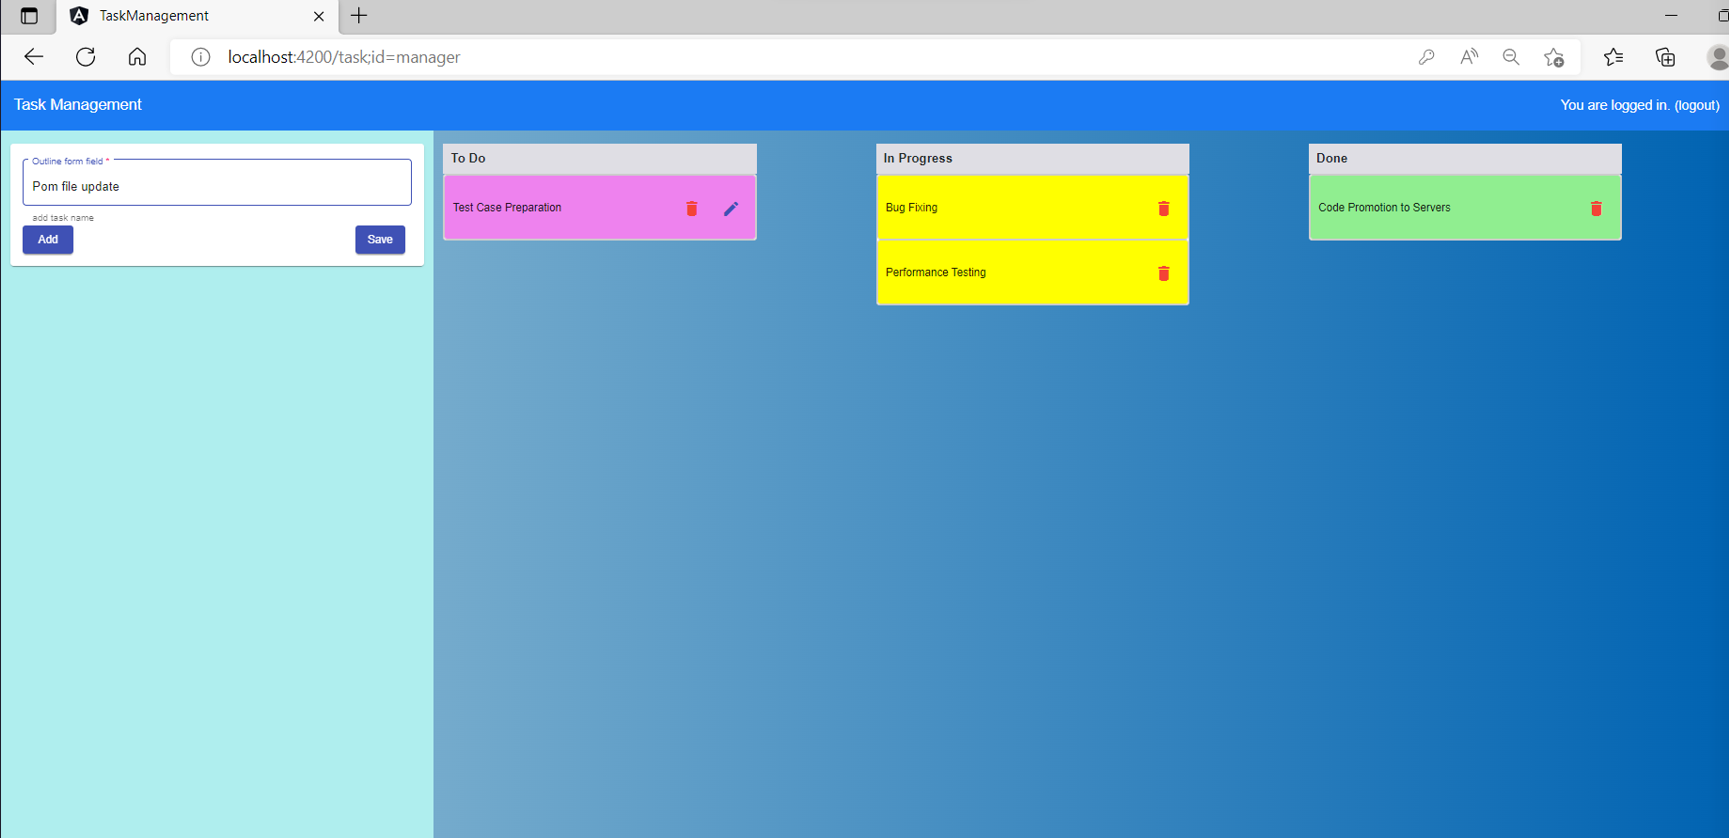 TaskManagement
localhost:4200/task;id=manager
Task Management
You are logged in. (logout)
Outline form field *
Pom file update
add task name
Add
Save
To Do
Test Case Preparation
In Progress
Bug Fixing
Performance Testing
Done
Code Promotion to Servers